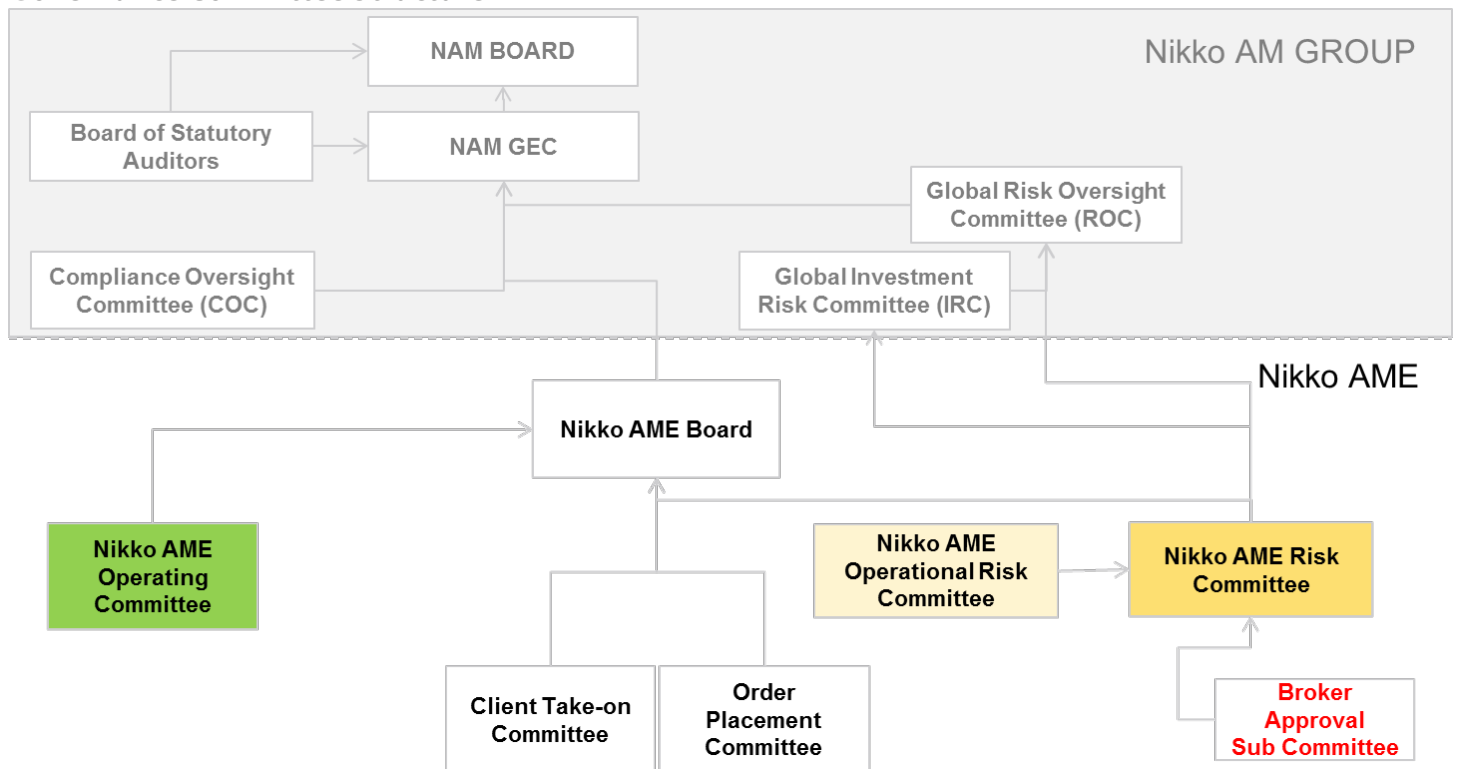 NAM BOARD
Nikko AM GROUP
Board of Statutory
Auditors
NAM GEC
Global Risk Oversight
Committee (ROC)
Compliance Oversight
Committee (COC)
Global Investment
Risk Committee (IRC)
Nikko AME
Nikko AME Board
Nikko AME
Operating
Committee
Nikko AME
Operational Risk
Committee
Nikko AME Risk
Committee
Client Take-on
Committee
Order
Placement
Committee
Broker
Approval
Sub Committee